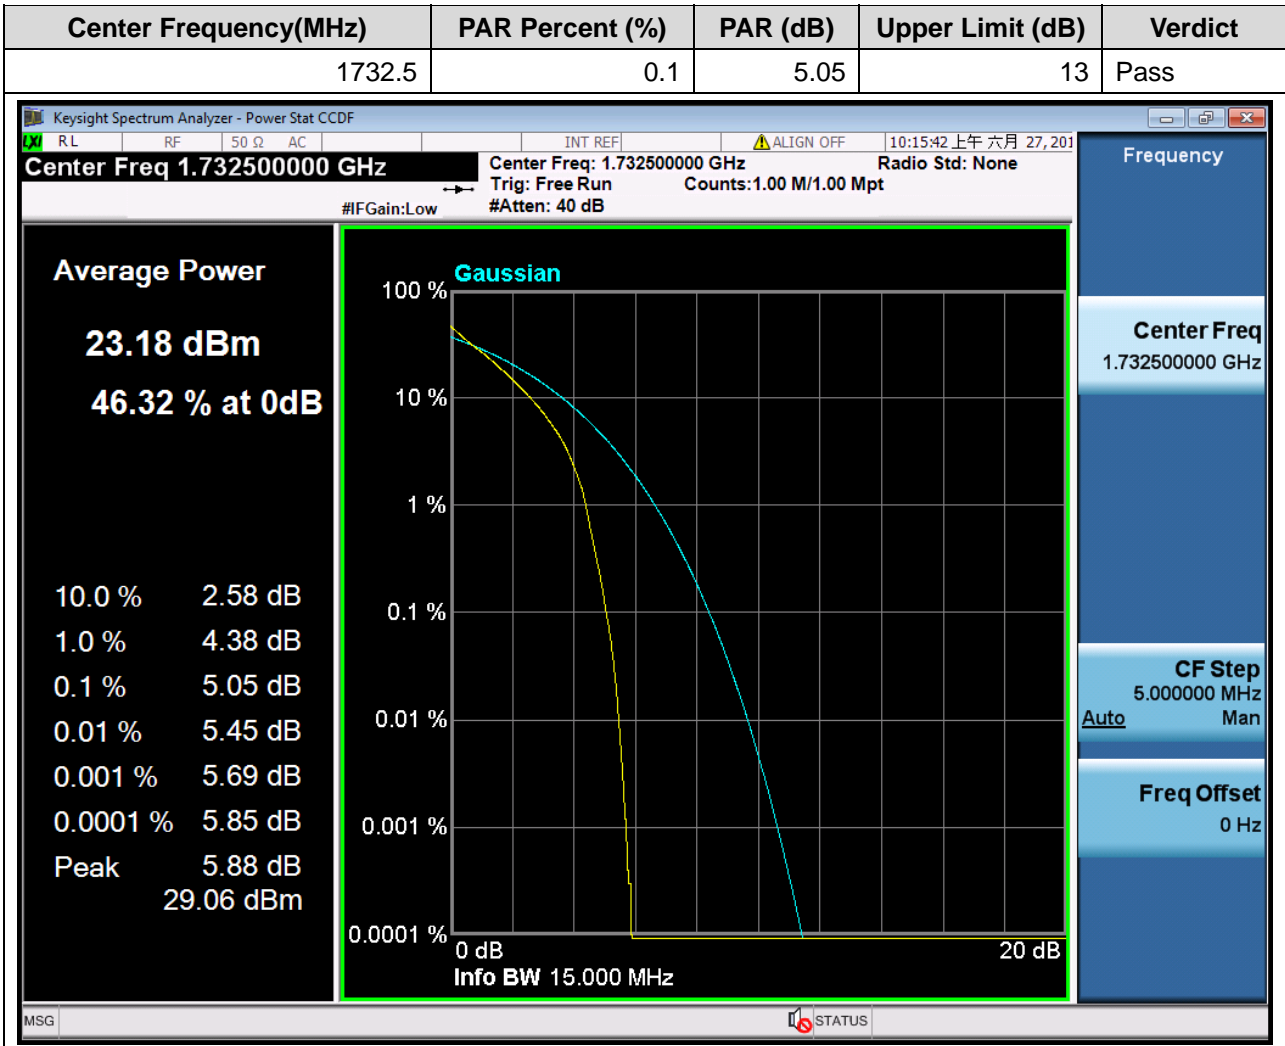 Center Frequency(MHz) PAR Percent (%) PAR (dB) Upper Limit (dB) Verdict
1732.5 0.1 5.05 13 Pass
Keysight Spectrum Analyzer - Power Stat CCDF
LXI RL RF 50 Ω AC INT REF ALIGN OFF 10:15:42 上午 六月 27, 201
Center Freq 1.732500000 GHz
Center Freq: 1.732500000 GHz Radio Std: None
Trig: Free Run Counts:1.00 M/1.00 Mpt
#IFGain:Low #Atten: 40 dB
Average Power
23.18 dBm
46.32 % at 0dB
10.0 % 2.58 dB
1.0 % 4.38 dB
0.1 % 5.05 dB
0.01 % 5.45 dB
0.001 % 5.69 dB
0.0001 % 5.85 dB
Peak 5.88 dB
29.06 dBm
Gaussian
100 %
10 %
1 %
0.1 %
0.01 %
0.001 %
0.0001 %
0 dB 20 dB
Info BW 15.000 MHz
Frequency
Center Freq
1.732500000 GHz
CF Step
5.000000 MHz
Auto Man
Freq Offset
0 Hz
MSG STATUS